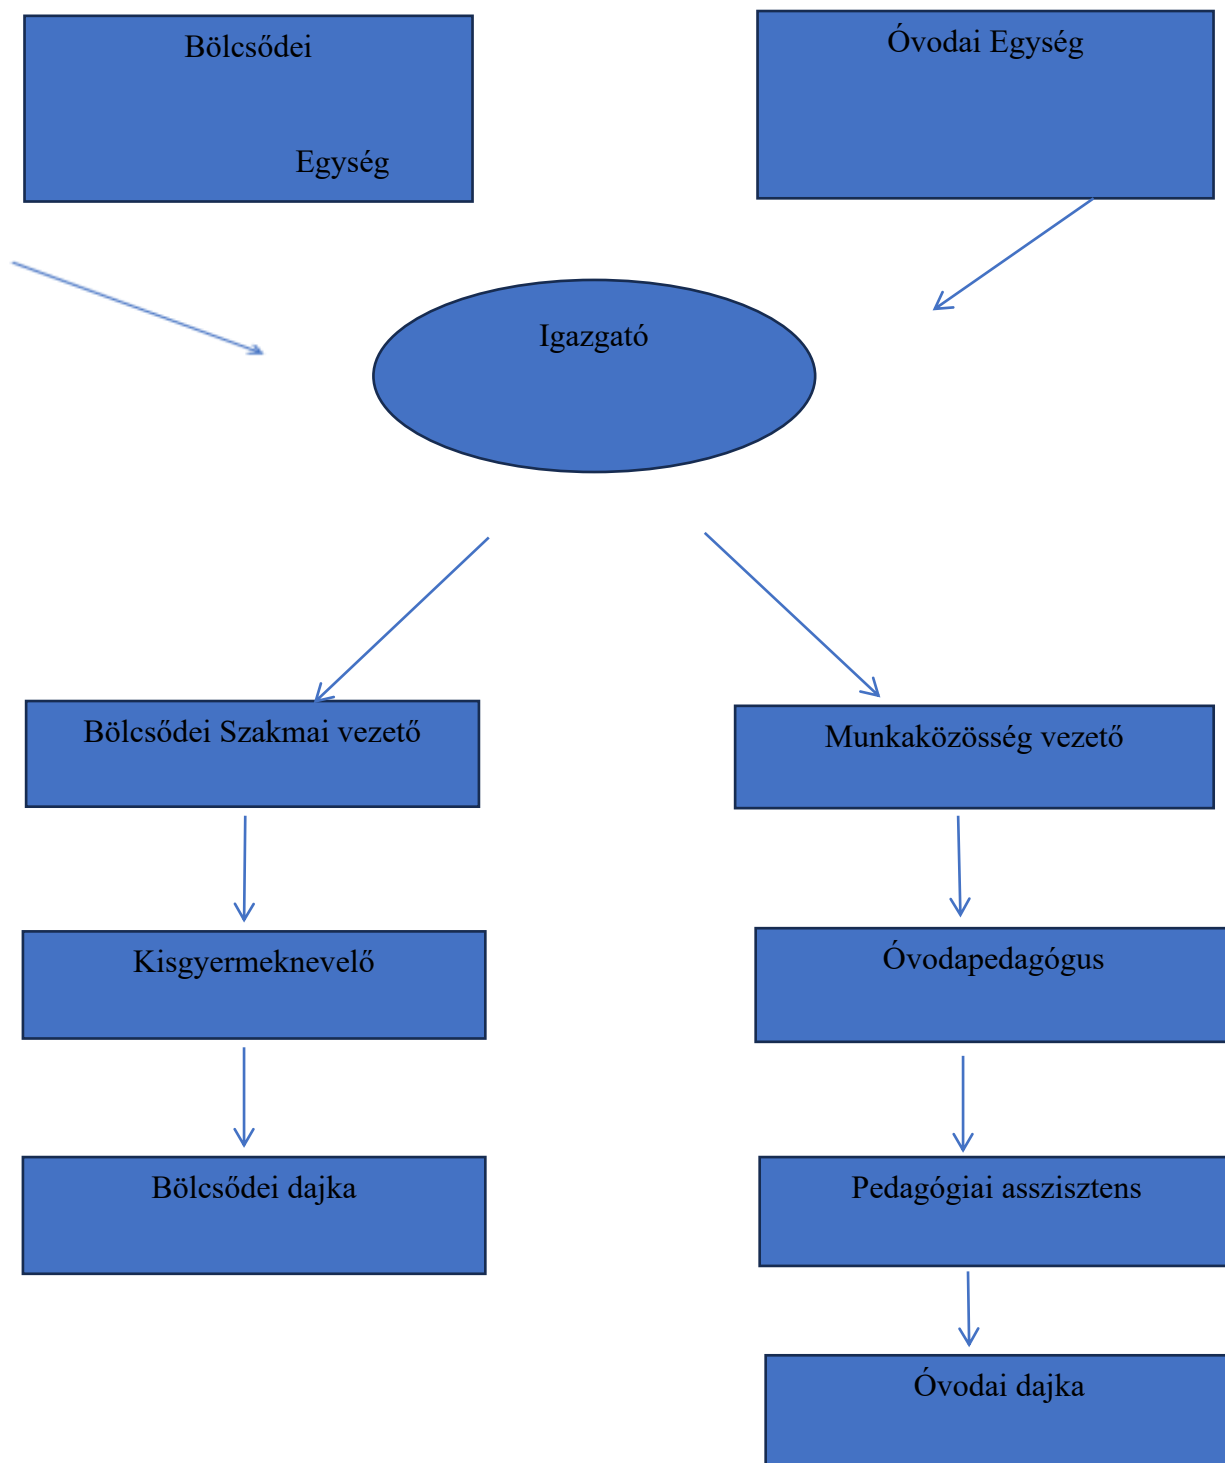 Bölcsődei
Egység
Óvodai Egység
Igazgató
Bölcsődei Szakmai vezető
Munkaközösség vezető
Kisgyermeknevelő
Óvodapedagógus
Bölcsődei dajka
Pedagógiai asszisztens
Óvodai dajka